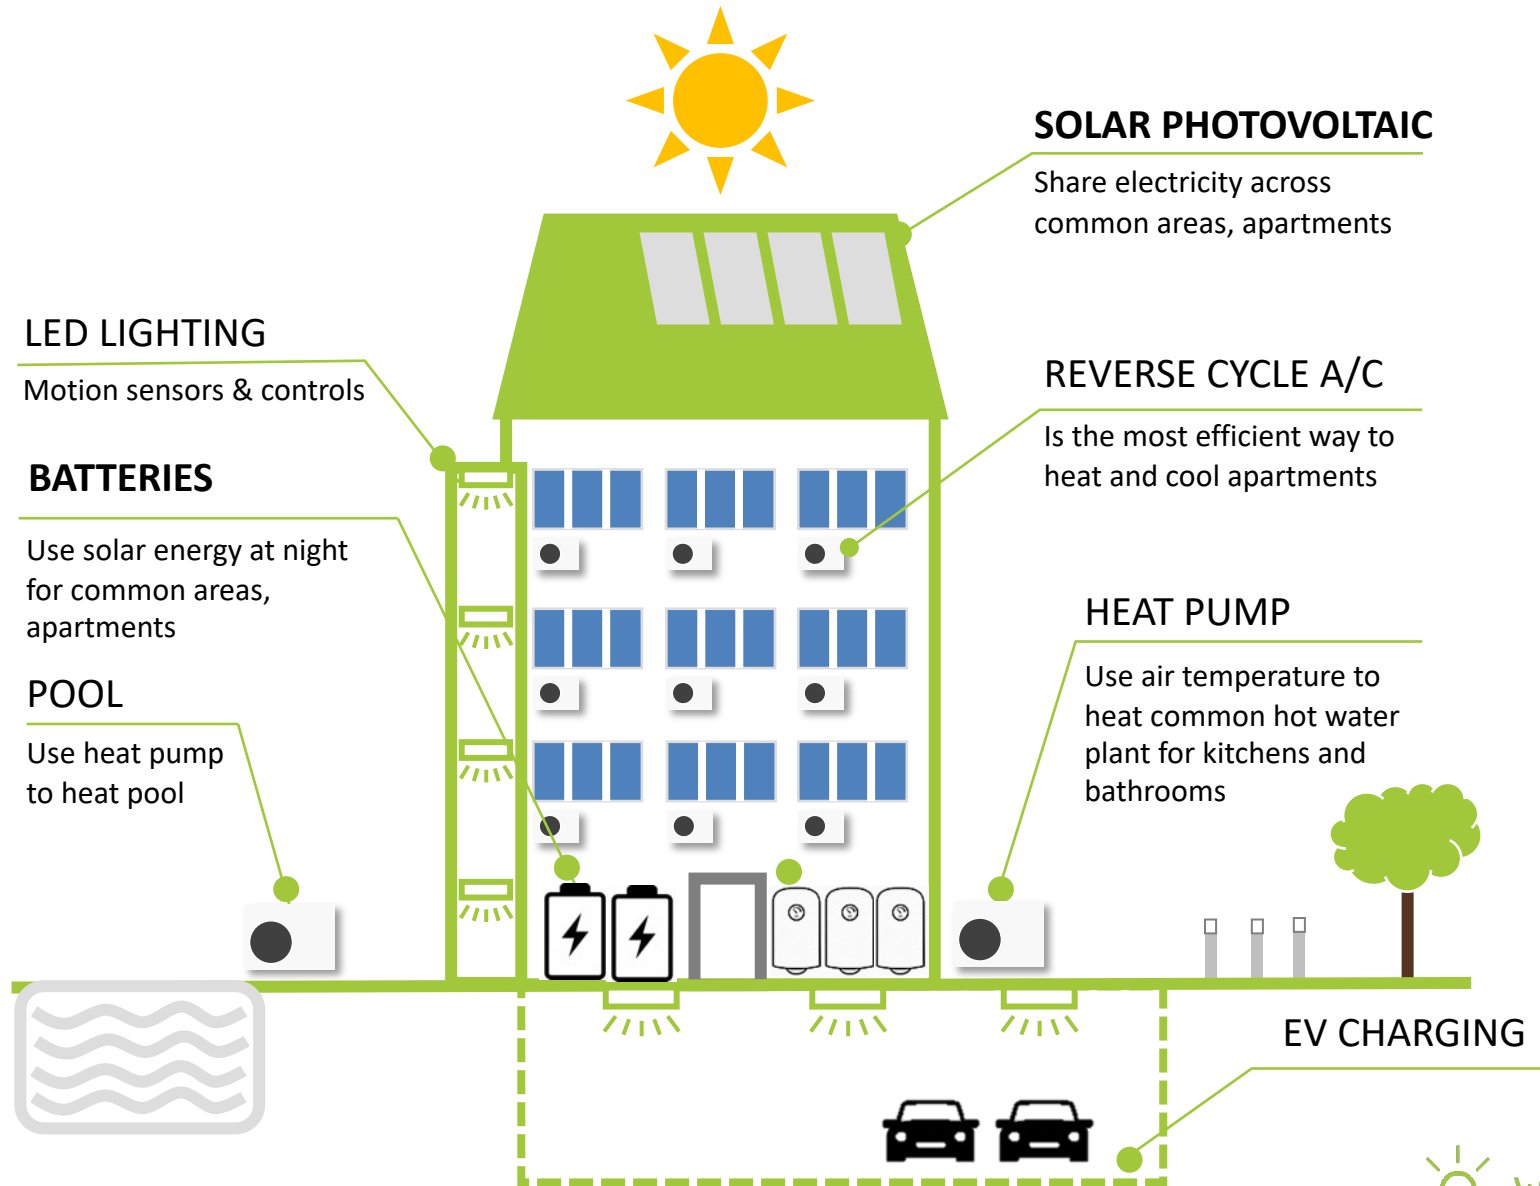 SOLAR PHOTOVOLTAIC
Share electricity across
common areas, apartments
LED LIGHTING
Motion sensors & controls
REVERSE CYCLE A/C
Is the most efficient way to
heat and cool apartments
BATTERIES
Use solar energy at night
for common areas,
apartments
HEAT PUMP
Use air temperature to
heat common hot water
plant for kitchens and
bathrooms
POOL
Use heat pump
to heat pool
EV CHARGING